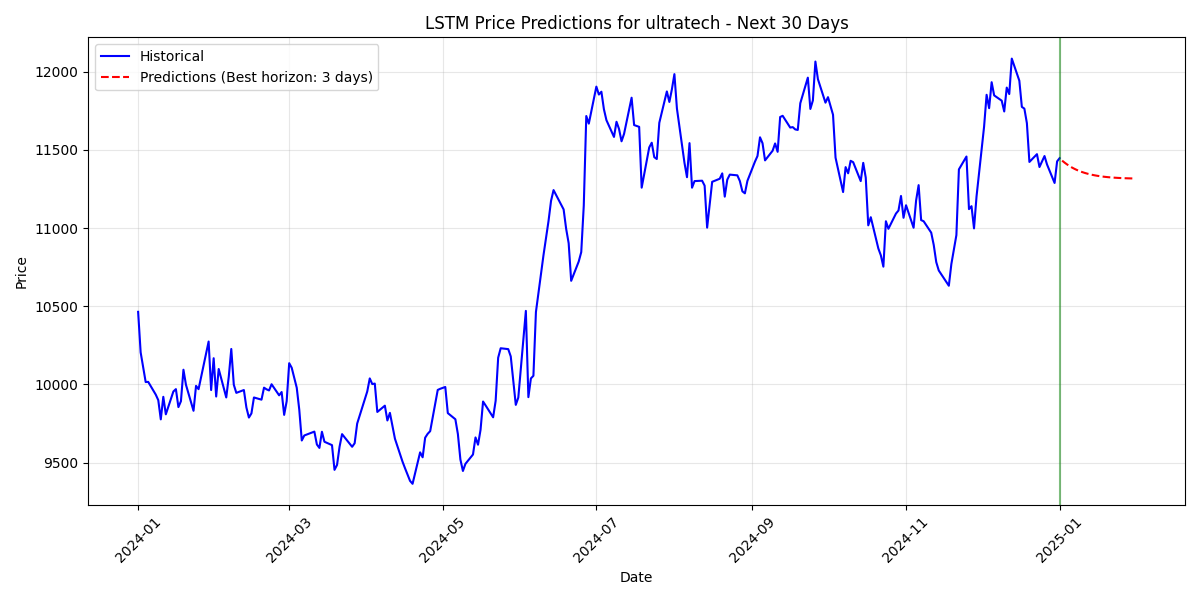 LSTM Price Predictions for ultratech - Next 30 Days
Historical
Predictions (Best horizon: 3 days)
Price
12000
11500
11000
10500
10000
9500
2024-01
2024-03
2024-05
2024-07
2024-09
2024-11
2025-01
Date